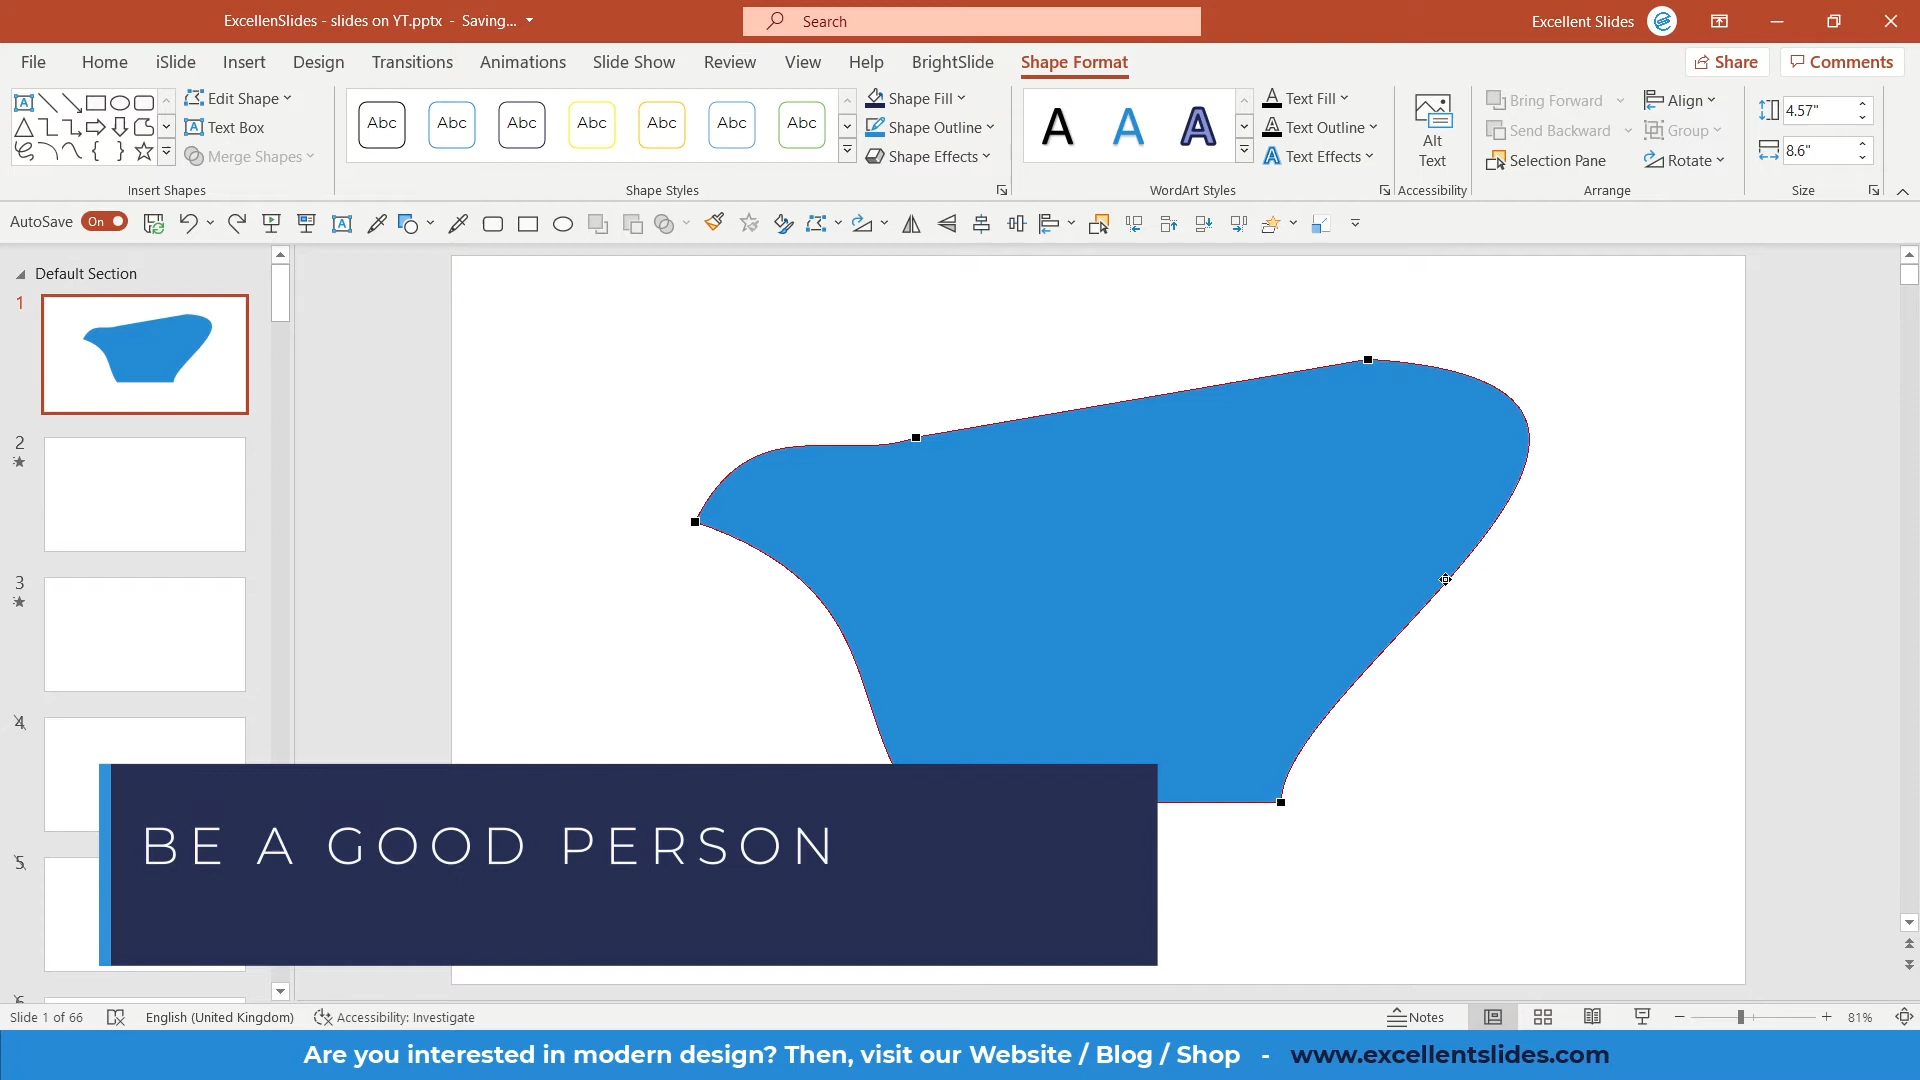 ExcellenSlides - slides on YT.pptx - Saving...
Search
Excellent Slides
File Home iSlide Insert Design Transitions Animations Slide Show Review View Help BrightSlide Shape Format
Share Comments
Edit Shape
Text Box
Merge Shapes
Insert Shapes
Abc Abc Abc Abc Abc Abc Abc
Shape Fill
Shape Outline
Shape Effects
Shape Styles
A A A
Text Fill
Text Outline
Text Effects
WordArt Styles
Alt
Text
Accessibility
Bring Forward
Send Backward
Selection Pane
Align
Group
Rotate
Arrange
4.57"
8.6"
Size
AutoSave On
Default Section
1
2
3
4
5
6
BE A GOOD PERSON
Slide 1 of 66 English (United Kingdom) Accessibility: Investigate Notes 81%
Are you interested in modern design? Then, visit our Website / Blog / Shop - www.excellentslides.com